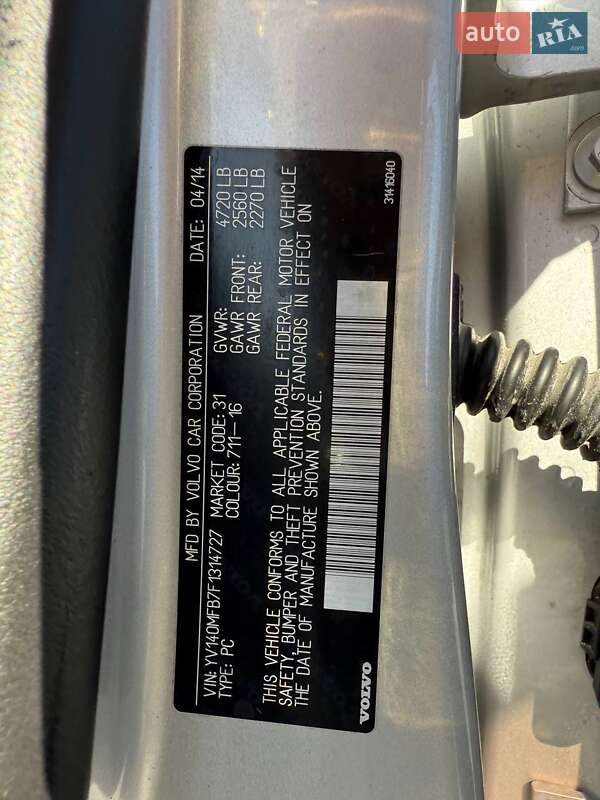 auto RIA .com
MFD BY VOLVO CAR CORPORATION DATE: 04/14
VIN: YV140MFB7F1314727 MARKET CODE: 31 GVWR: 4720 LB
TYPE: PC COLOUR: 711-16 GAWR FRONT: 2560 LB
GAWR REAR: 2270 LB
THIS VEHICLE CONFORMS TO ALL APPLICABLE FEDERAL MOTOR VEHICLE
SAFETY, BUMPER AND THEFT PREVENTION STANDARDS IN EFFECT ON
THE DATE OF MANUFACTURE SHOWN ABOVE.
VOLVO
31416040